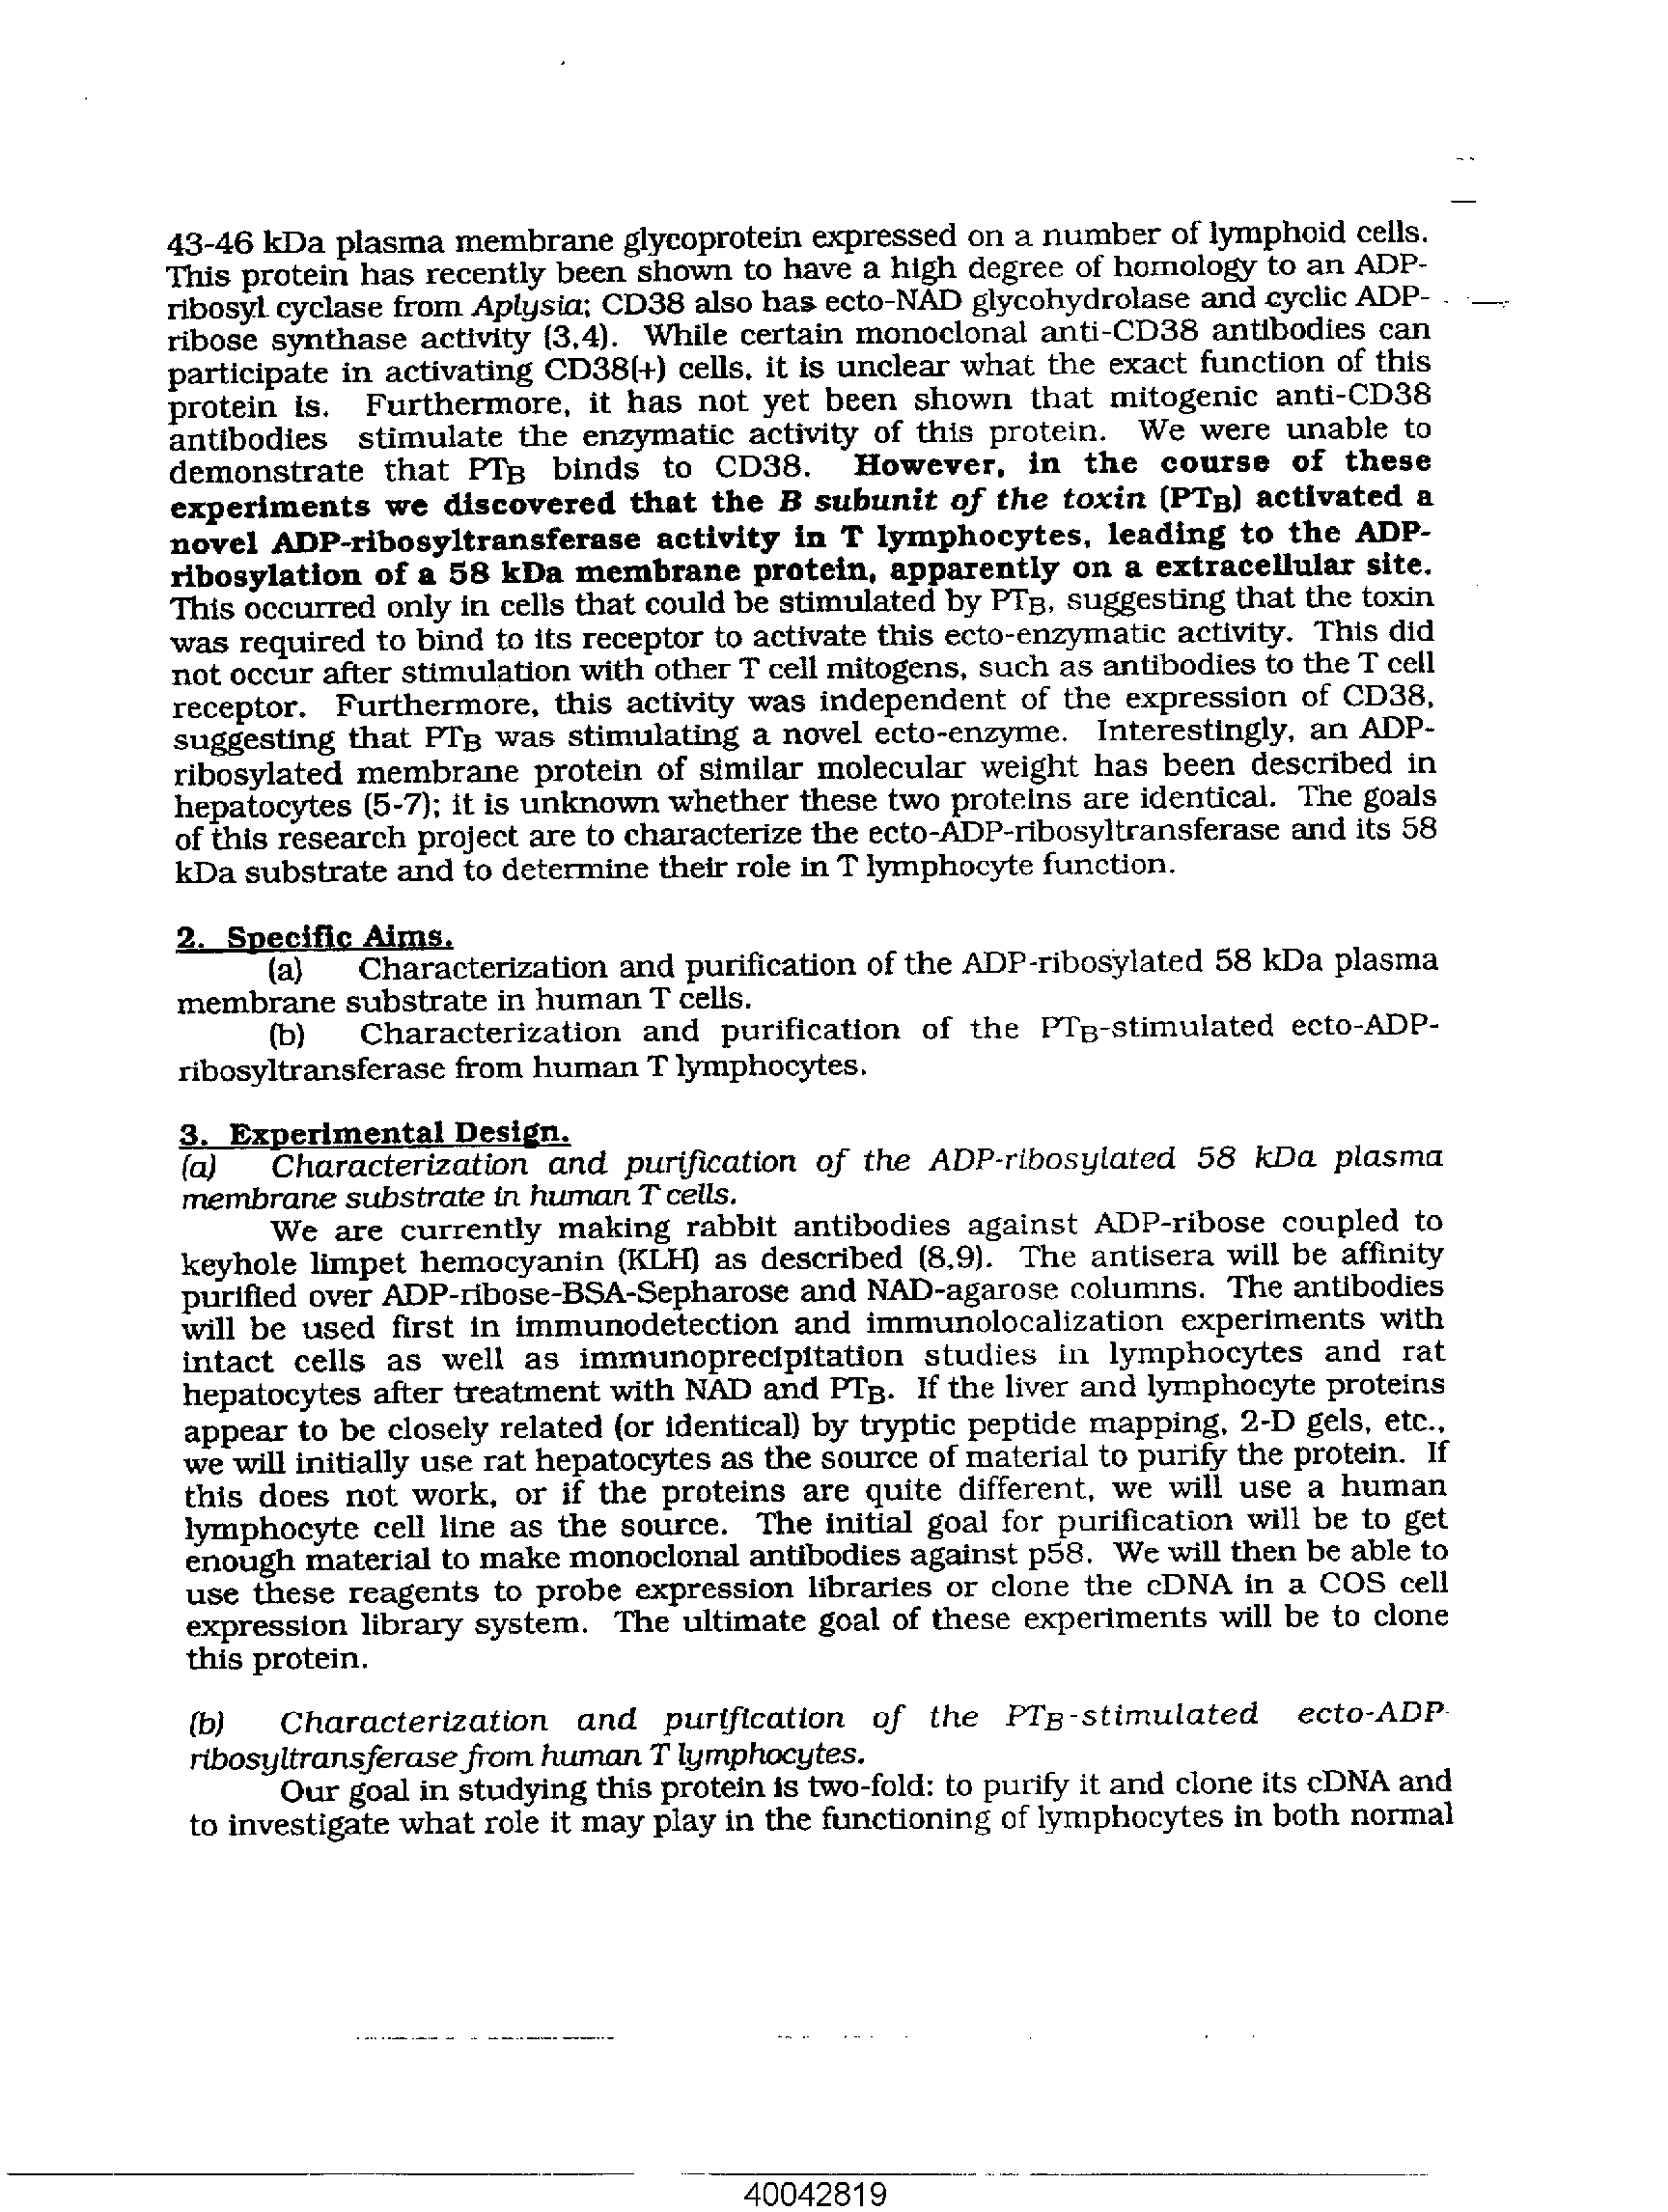 43-46 kDa plasma membrane glycoprotein expressed on a number of lymphoid cells.
This protein has recently been shown to have a high degree of homology to an ADP-
ribosyl cyclase from Aplysia; CD38 also has ecto-NAD glycohydrolase and cyclic ADP-
ribose synthase activity (3,4). While certain monoclonal anti-CD38 antibodies can
participate in activating CD38(+) cells, it is unclear what the exact function of this
protein is. Furthermore, it has not yet been shown that mitogenic anti-CD38
antibodies stimulate the enzymatic activity of this protein. We were unable to
demonstrate that PTB binds to CD38. However, in the course of these
experiments we discovered that the B subunit of the toxin (PTB) activated a
novel ADP-ribosyltransferase activity in T lymphocytes, leading to the ADP-
ribosylation of a 58 kDa membrane protein, apparently on a extracellular site.
This occurred only in cells that could be stimulated by PTB, suggesting that the toxin
was required to bind to its receptor to activate this ecto-enzymatic activity. This did
not occur after stimulation with other T cell mitogens, such as antibodies to the T cell
receptor. Furthermore, this activity was independent of the expression of CD38,
suggesting that PTB was stimulating a novel ecto-enzyme. Interestingly, an ADP-
ribosylated membrane protein of similar molecular weight has been described in
hepatocytes (5-7); it is unknown whether these two proteins are identical. The goals
of this research project are to characterize the ecto-ADP-ribosyltransferase and its 58
kDa substrate and to determine their role in T lymphocyte function.
2. Specific Aims.
(a) Characterization and purification of the ADP-ribosylated 58 kDa plasma
membrane substrate in human T cells.
(b) Characterization and purification of the PTB-stimulated ecto-ADP-
ribosyltransferase from human T lymphocytes.
3. Experimental Design.
(a) Characterization and purification of the ADP-ribosylated 58 kDa plasma
membrane substrate in human T cells.
We are currently making rabbit antibodies against ADP-ribose coupled to
keyhole limpet hemocyanin (KLH) as described (8,9). The antisera will be affinity
purified over ADP-ribose-BSA-Sepharose and NAD-agarose columns. The antibodies
will be used first in immunodetection and immunolocalization experiments with
intact cells as well as immunoprecipitation studies in lymphocytes and rat
hepatocytes after treatment with NAD and PTB. If the liver and lymphocyte proteins
appear to be closely related (or identical) by tryptic peptide mapping, 2-D gels, etc.,
we will initially use rat hepatocytes as the source of material to purify the protein. If
this does not work, or if the proteins are quite different, we will use a human
lymphocyte cell line as the source. The initial goal for purification will be to get
enough material to make monoclonal antibodies against p58. We will then be able to
use these reagents to probe expression libraries or clone the cDNA in a COS cell
expression library system. The ultimate goal of these experiments will be to clone
this protein.
(b) Characterization and purification of the PTB-stimulated ecto-ADP-
ribosyltransferase from human T lymphocytes.
Our goal in studying this protein is two-fold: to purify it and clone its cDNA and
to investigate what role it may play in the functioning of lymphocytes in both normal
40042819